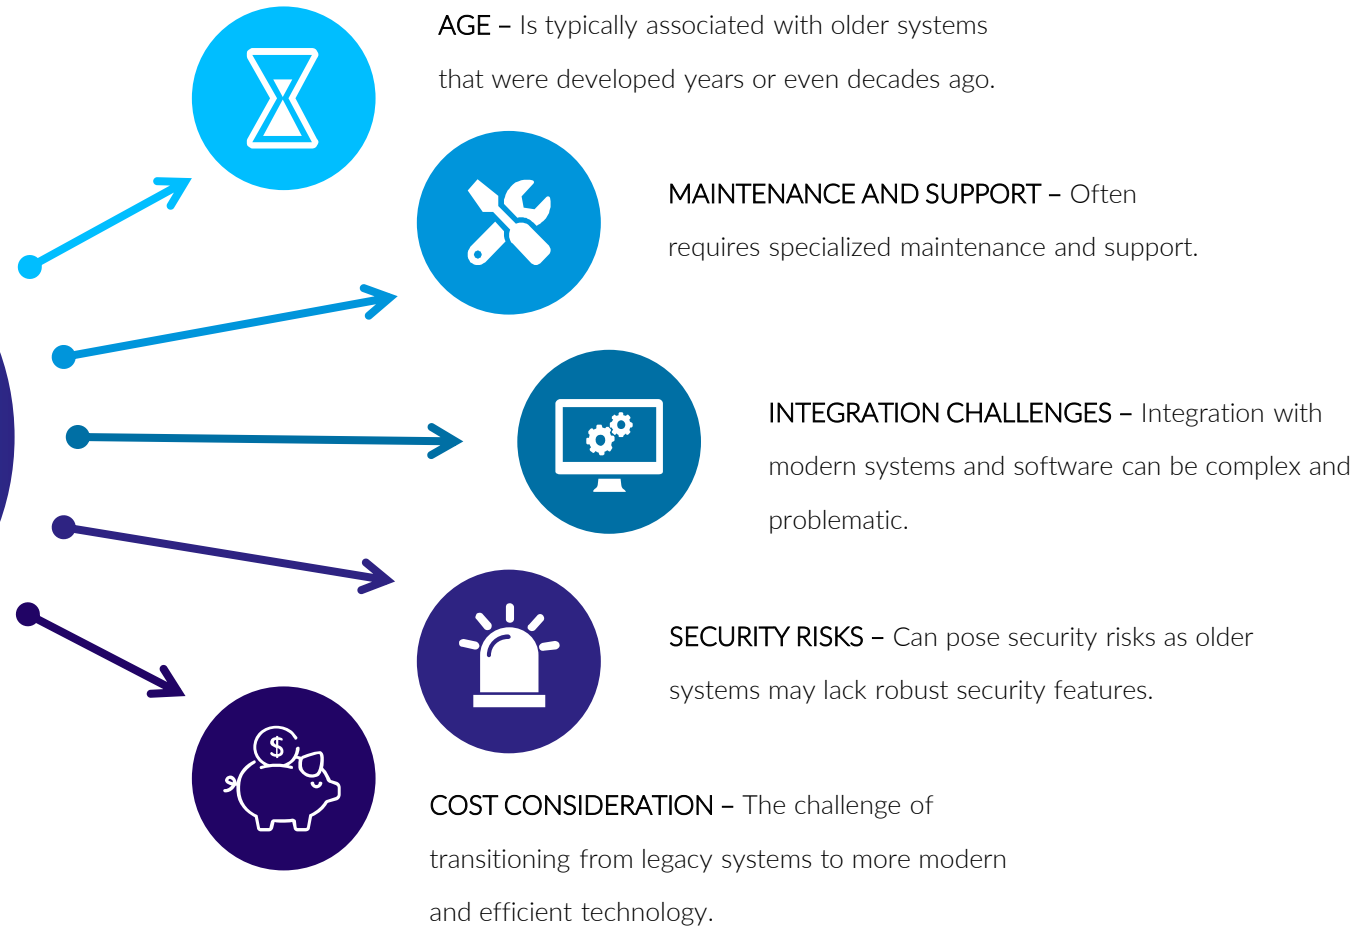 AGE – Is typically associated with older systems
that were developed years or even decades ago.
MAINTENANCE AND SUPPORT – Often
requires specialized maintenance and support.
INTEGRATION CHALLENGES – Integration with
modern systems and software can be complex and
problematic.
SECURITY RISKS – Can pose security risks as older
systems may lack robust security features.
$
COST CONSIDERATION – The challenge of
transitioning from legacy systems to more modern
and efficient technology.